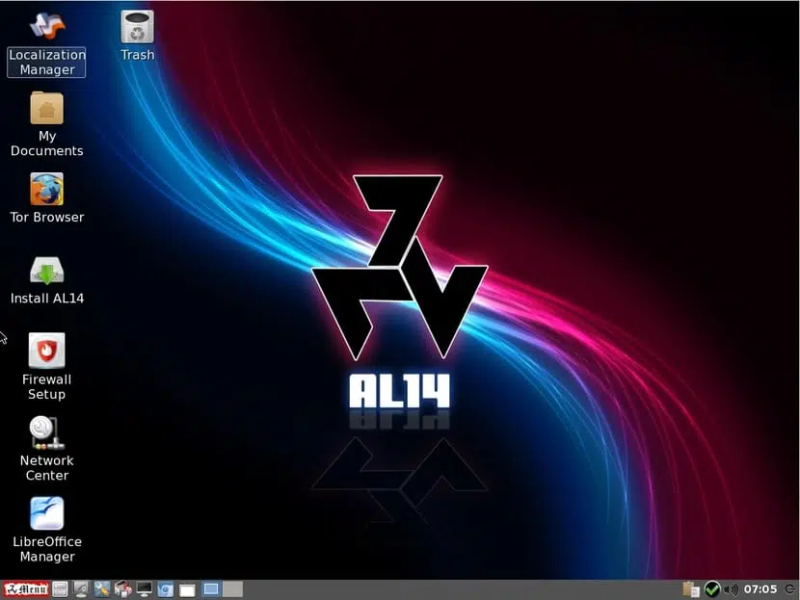 Localization
Manager
Trash
My
Documents
Tor Browser
Install AL14
Firewall
Setup
Network
Center
LibreOffice
Manager
AL14
Menu
07:05